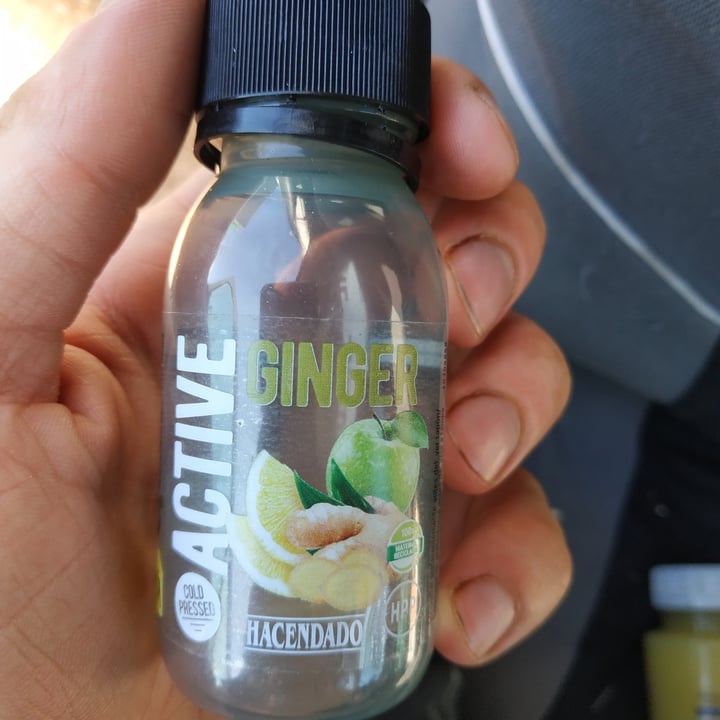 ACTIVE
GINGER
COLD
PRESSED
HACENDADO
HPP